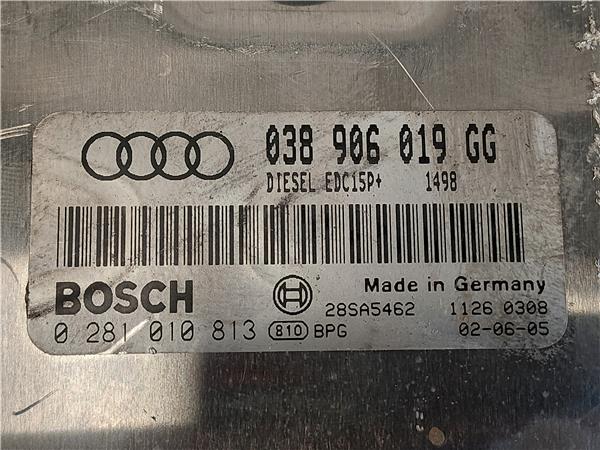 038 906 019 GG
DIESEL EDC15P+ 1498
BOSCH
Made in Germany
28SA5462 1126 0308
0 281 010 813 810 BPG 02-06-05